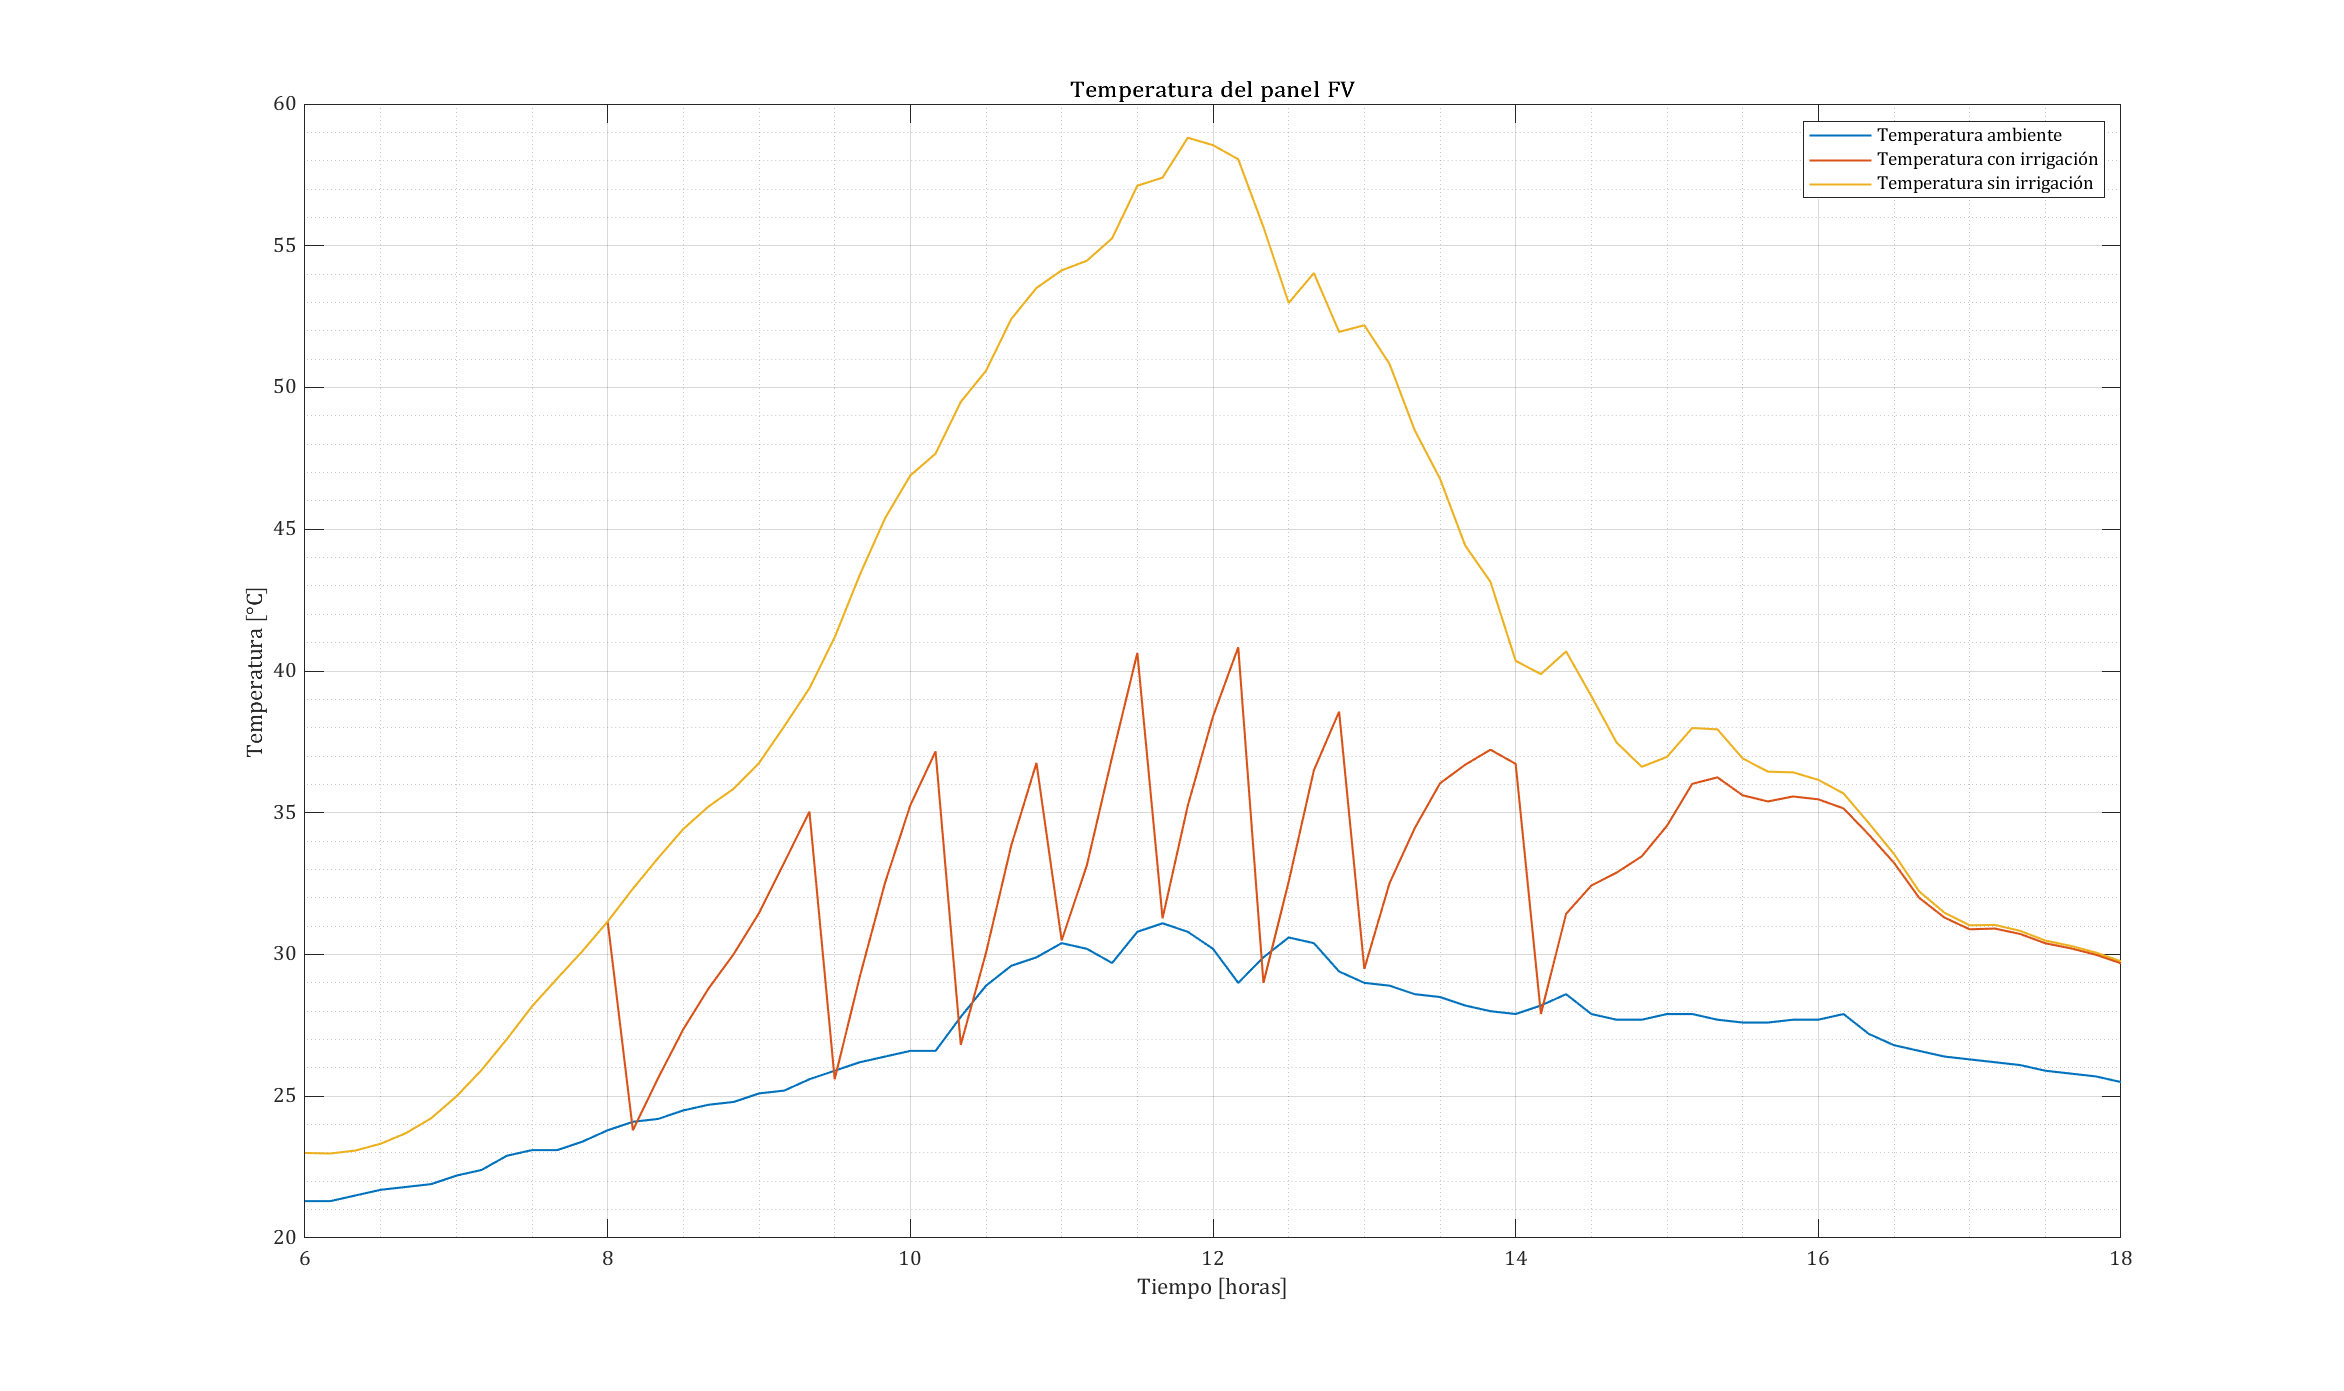 Temperatura del panel FV
60
55
50
45
40
35
30
25
20
Temperatura [°C]
Temperatura ambiente
Temperatura con irrigación
Temperatura sin irrigación
6 8 10 12 14 16 18
Tiempo [horas]